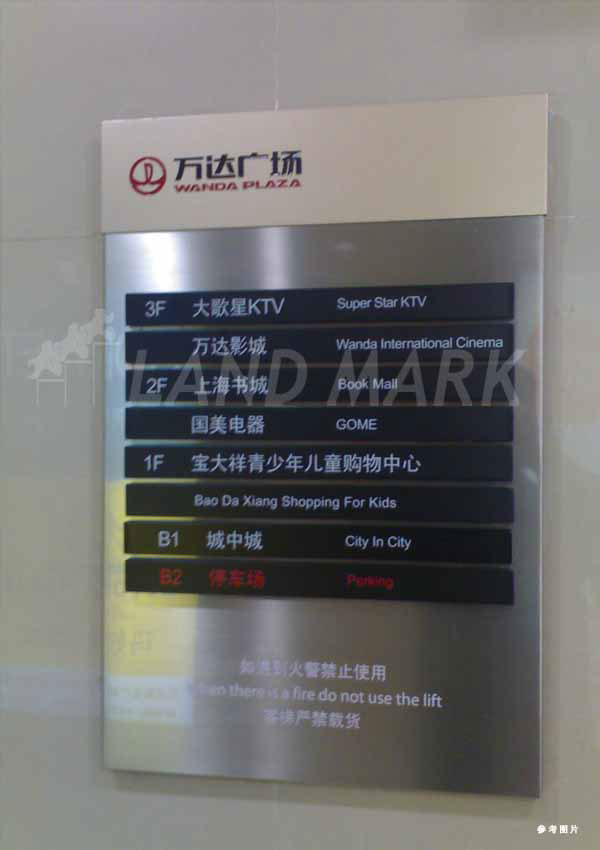 万达广场
WANDA PLAZA
3F 大歌星KTV Super Star KTV
万达影城 Wanda International Cinema
LAND MARK
2F 上海书城 Book Mall
国美电器 GOME
1F 宝大祥青少年儿童购物中心
Bao Da Xiang Shopping For Kids
B1 城中城 City In City
B2 停车场 Parking
如遇到火警禁止使用
When there is a fire do not use the lift
客梯严禁载货
参考图片